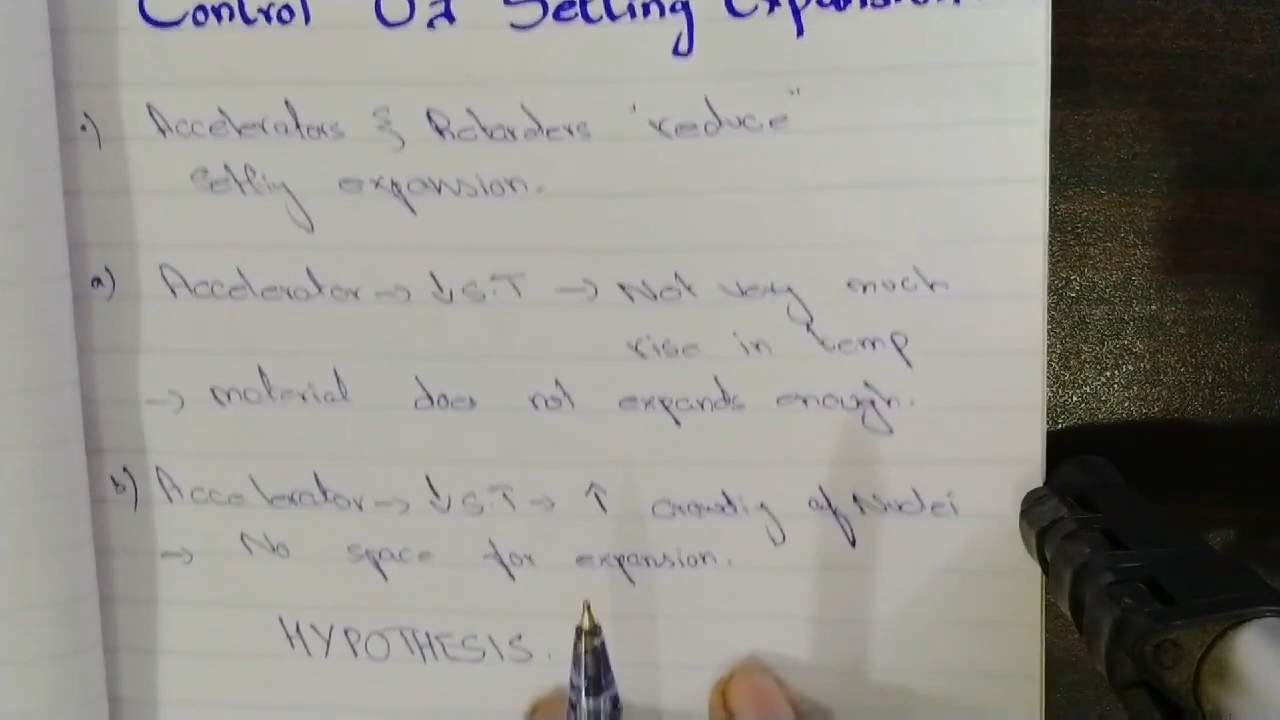 Control Of Setting Expansion
•) Accelerators & Retarders "reduce"
setting expansion.
a) Accelerator → ↓ S.T → Not very much
rise in temp
→ material does not expands enough.
b) Accelerator → ↓ S.T → ↑ crowding of Nuclei
→ No space for expansion.
HYPOTHESIS.